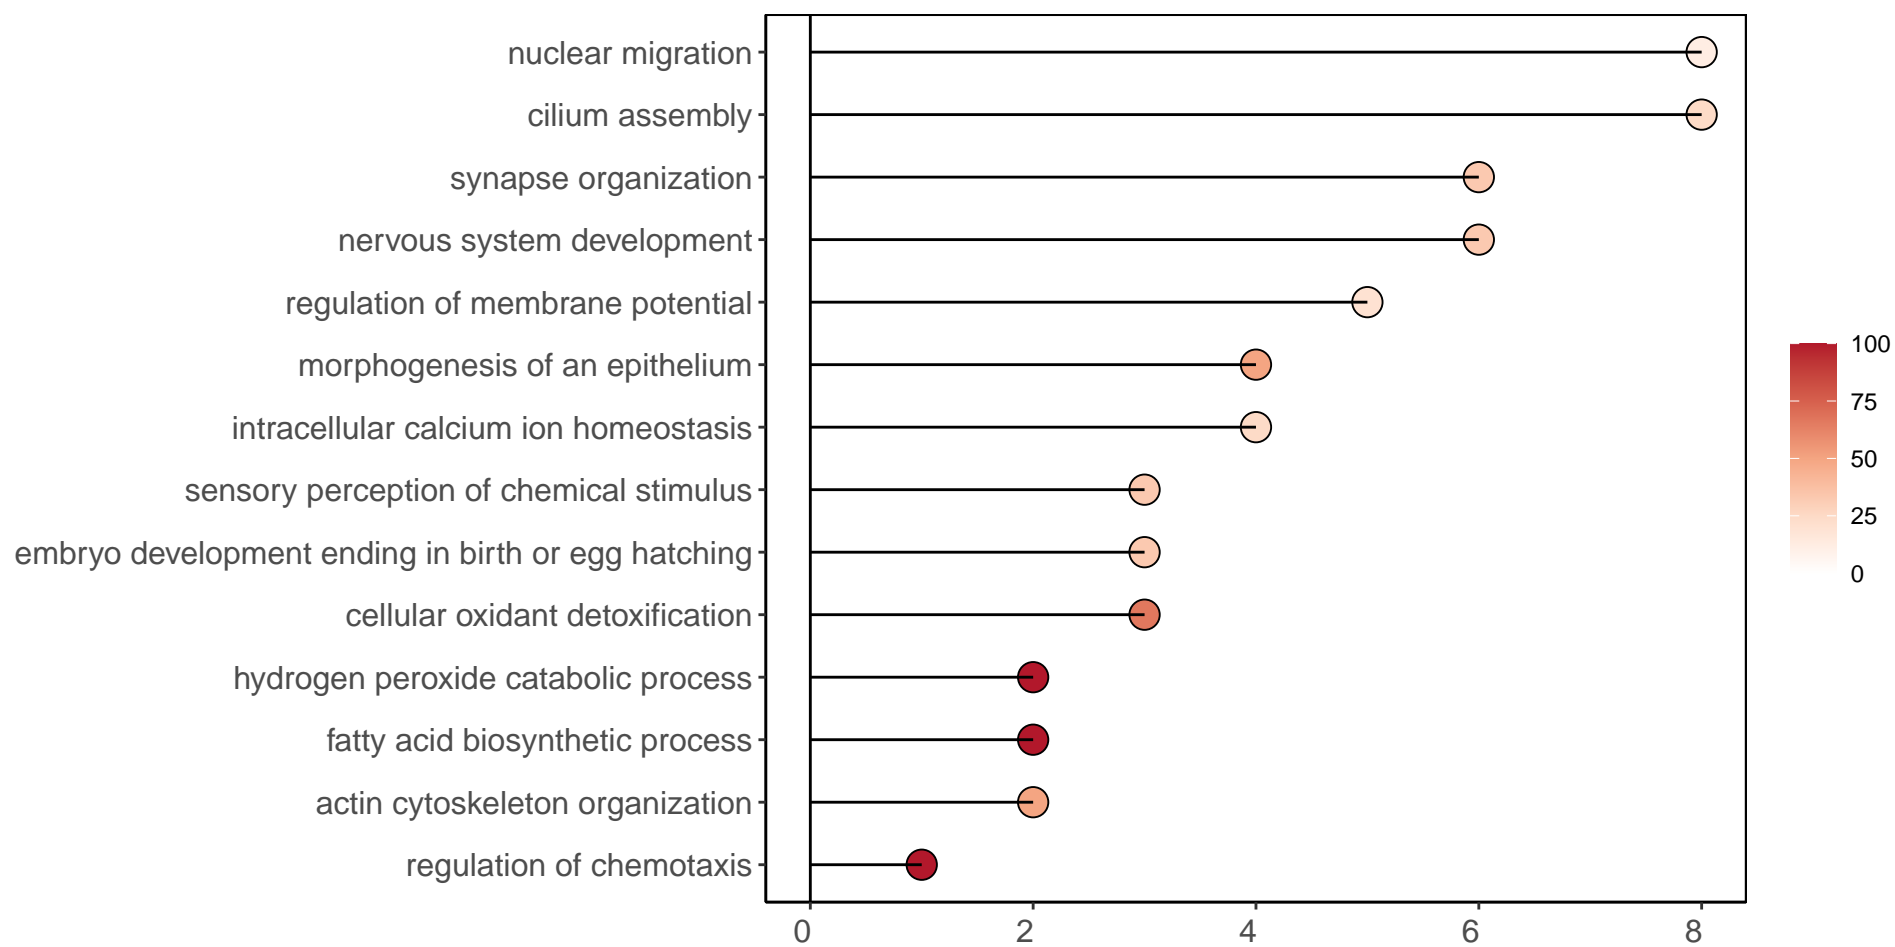 nuclear migration
cilium assembly
synapse organization
nervous system development
regulation of membrane potential
morphogenesis of an epithelium
intracellular calcium ion homeostasis
sensory perception of chemical stimulus
embryo development ending in birth or egg hatching
cellular oxidant detoxification
hydrogen peroxide catabolic process
fatty acid biosynthetic process
actin cytoskeleton organization
regulation of chemotaxis
0 2 4 6 8
100
75
50
25
0